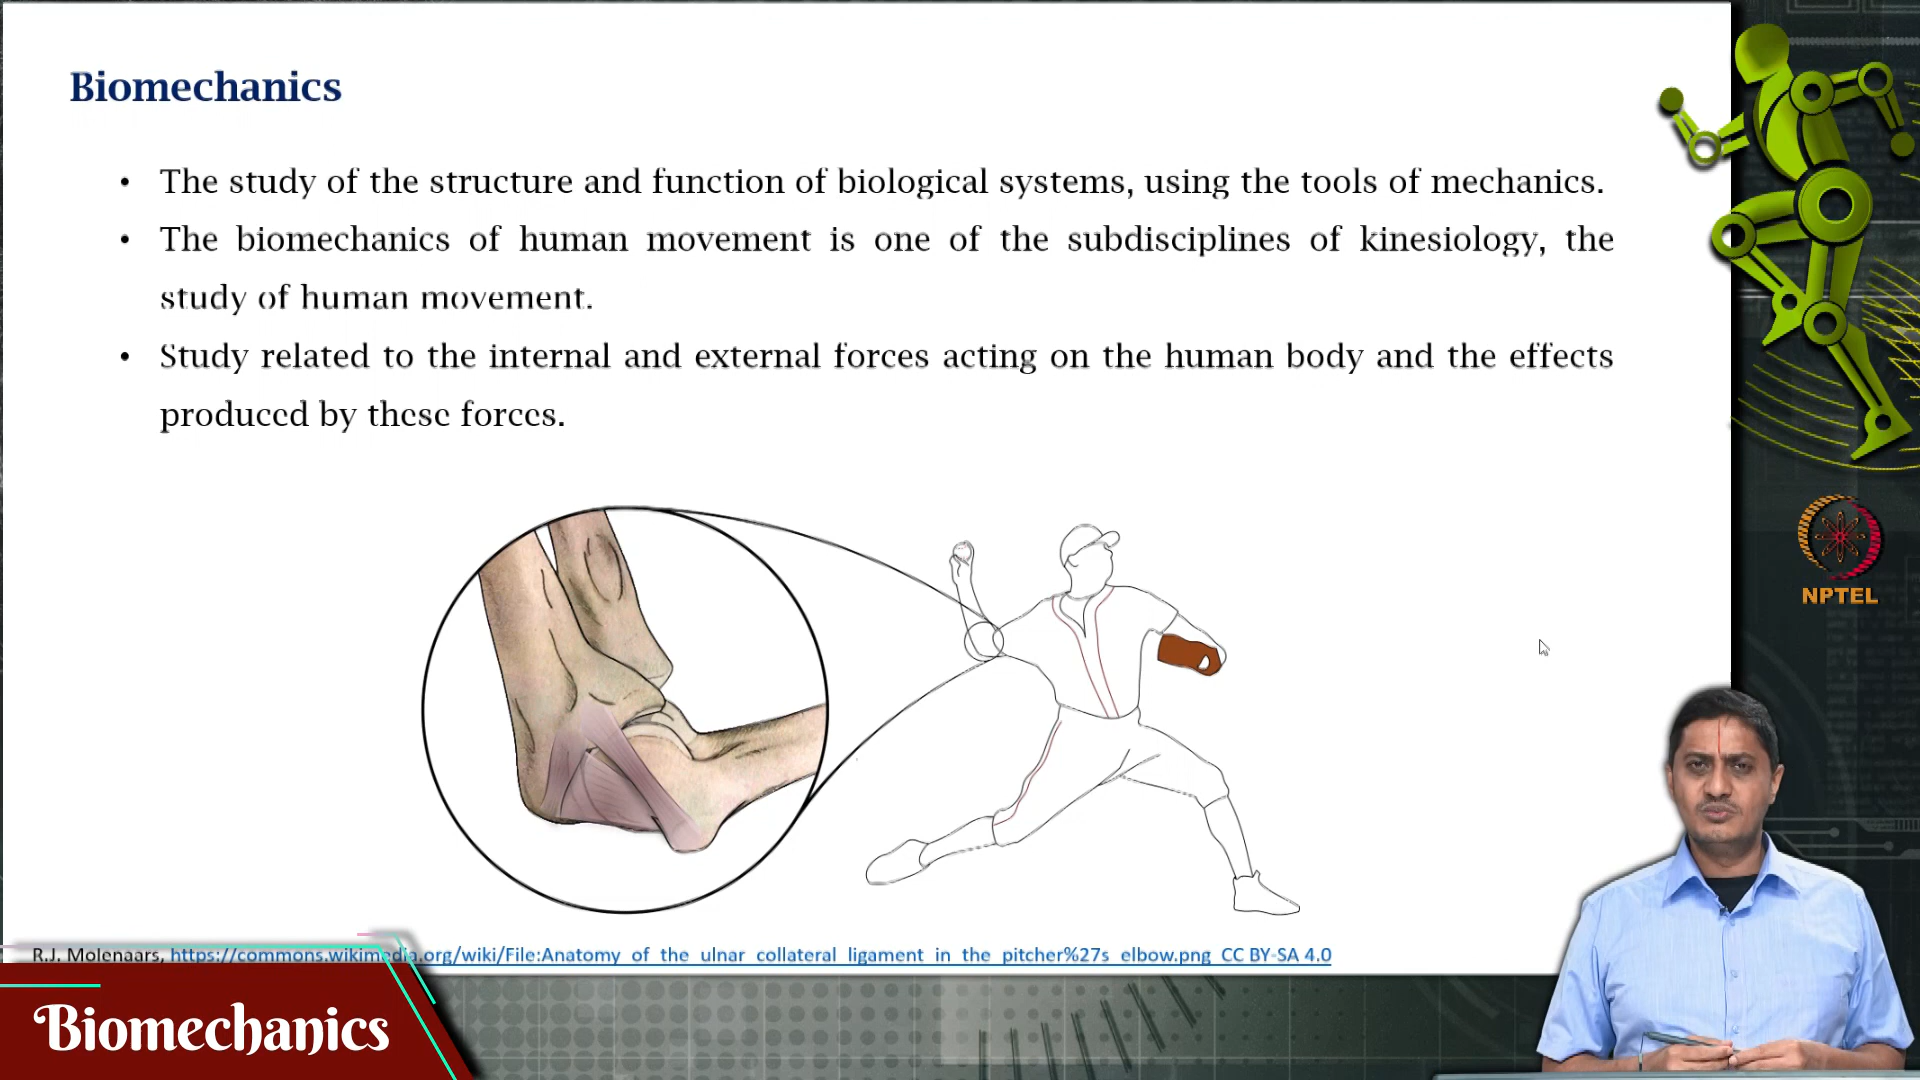 Biomechanics
• The study of the structure and function of biological systems, using the tools of mechanics.
• The biomechanics of human movement is one of the subdisciplines of kinesiology, the
study of human movement.
• Study related to the internal and external forces acting on the human body and the effects
produced by these forces.
NPTEL
R.J. Molenaars, https://commons.wikimedia.org/wiki/File:Anatomy_of_the_ulnar_collateral_ligament_in_the_pitcher%27s_elbow.png CC BY-SA 4.0
Biomechanics